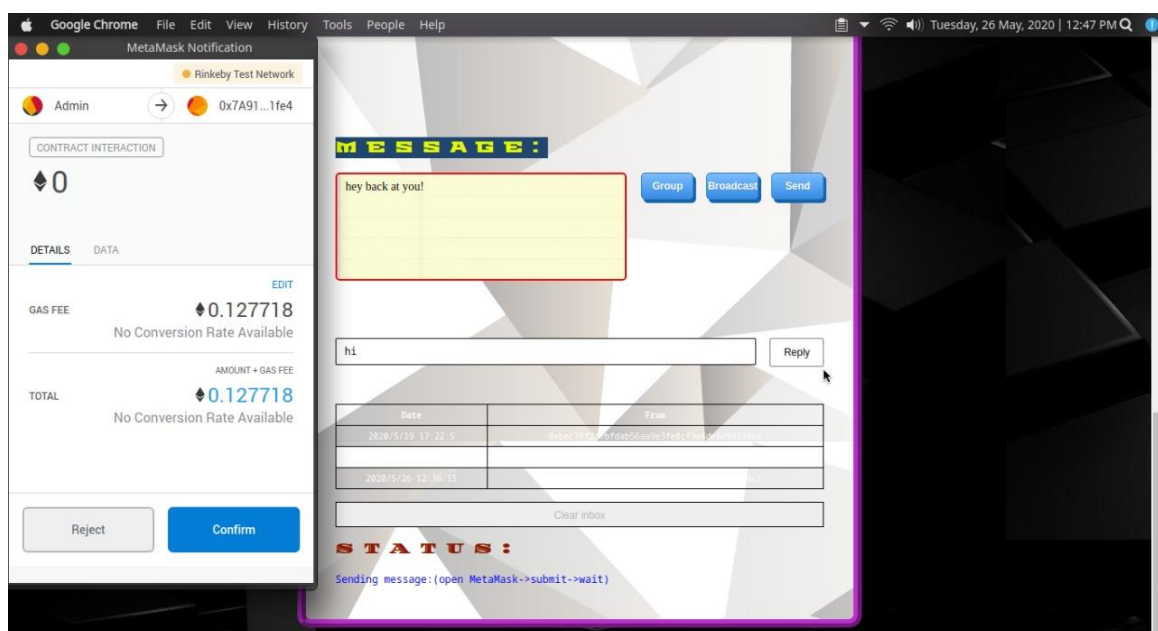 Google Chrome File Edit View History Tools People Help Tuesday, 26 May, 2020 | 12:47 PM
MetaMask Notification
Rinkeby Test Network
Admin 0x7A91...1fe4
CONTRACT INTERACTION
0
DETAILS DATA
EDIT
GAS FEE 0.127718
No Conversion Rate Available
AMOUNT + GAS FEE
TOTAL 0.127718
No Conversion Rate Available
Reject Confirm
MESSAGE:
hey back at you!
Group Broadcast Send
hi
Reply
Date From
2020/5/19 17:22:5
2020/5/26 12:36:15
Clear inbox
STATUS:
Sending message:(open MetaMask->submit->wait)